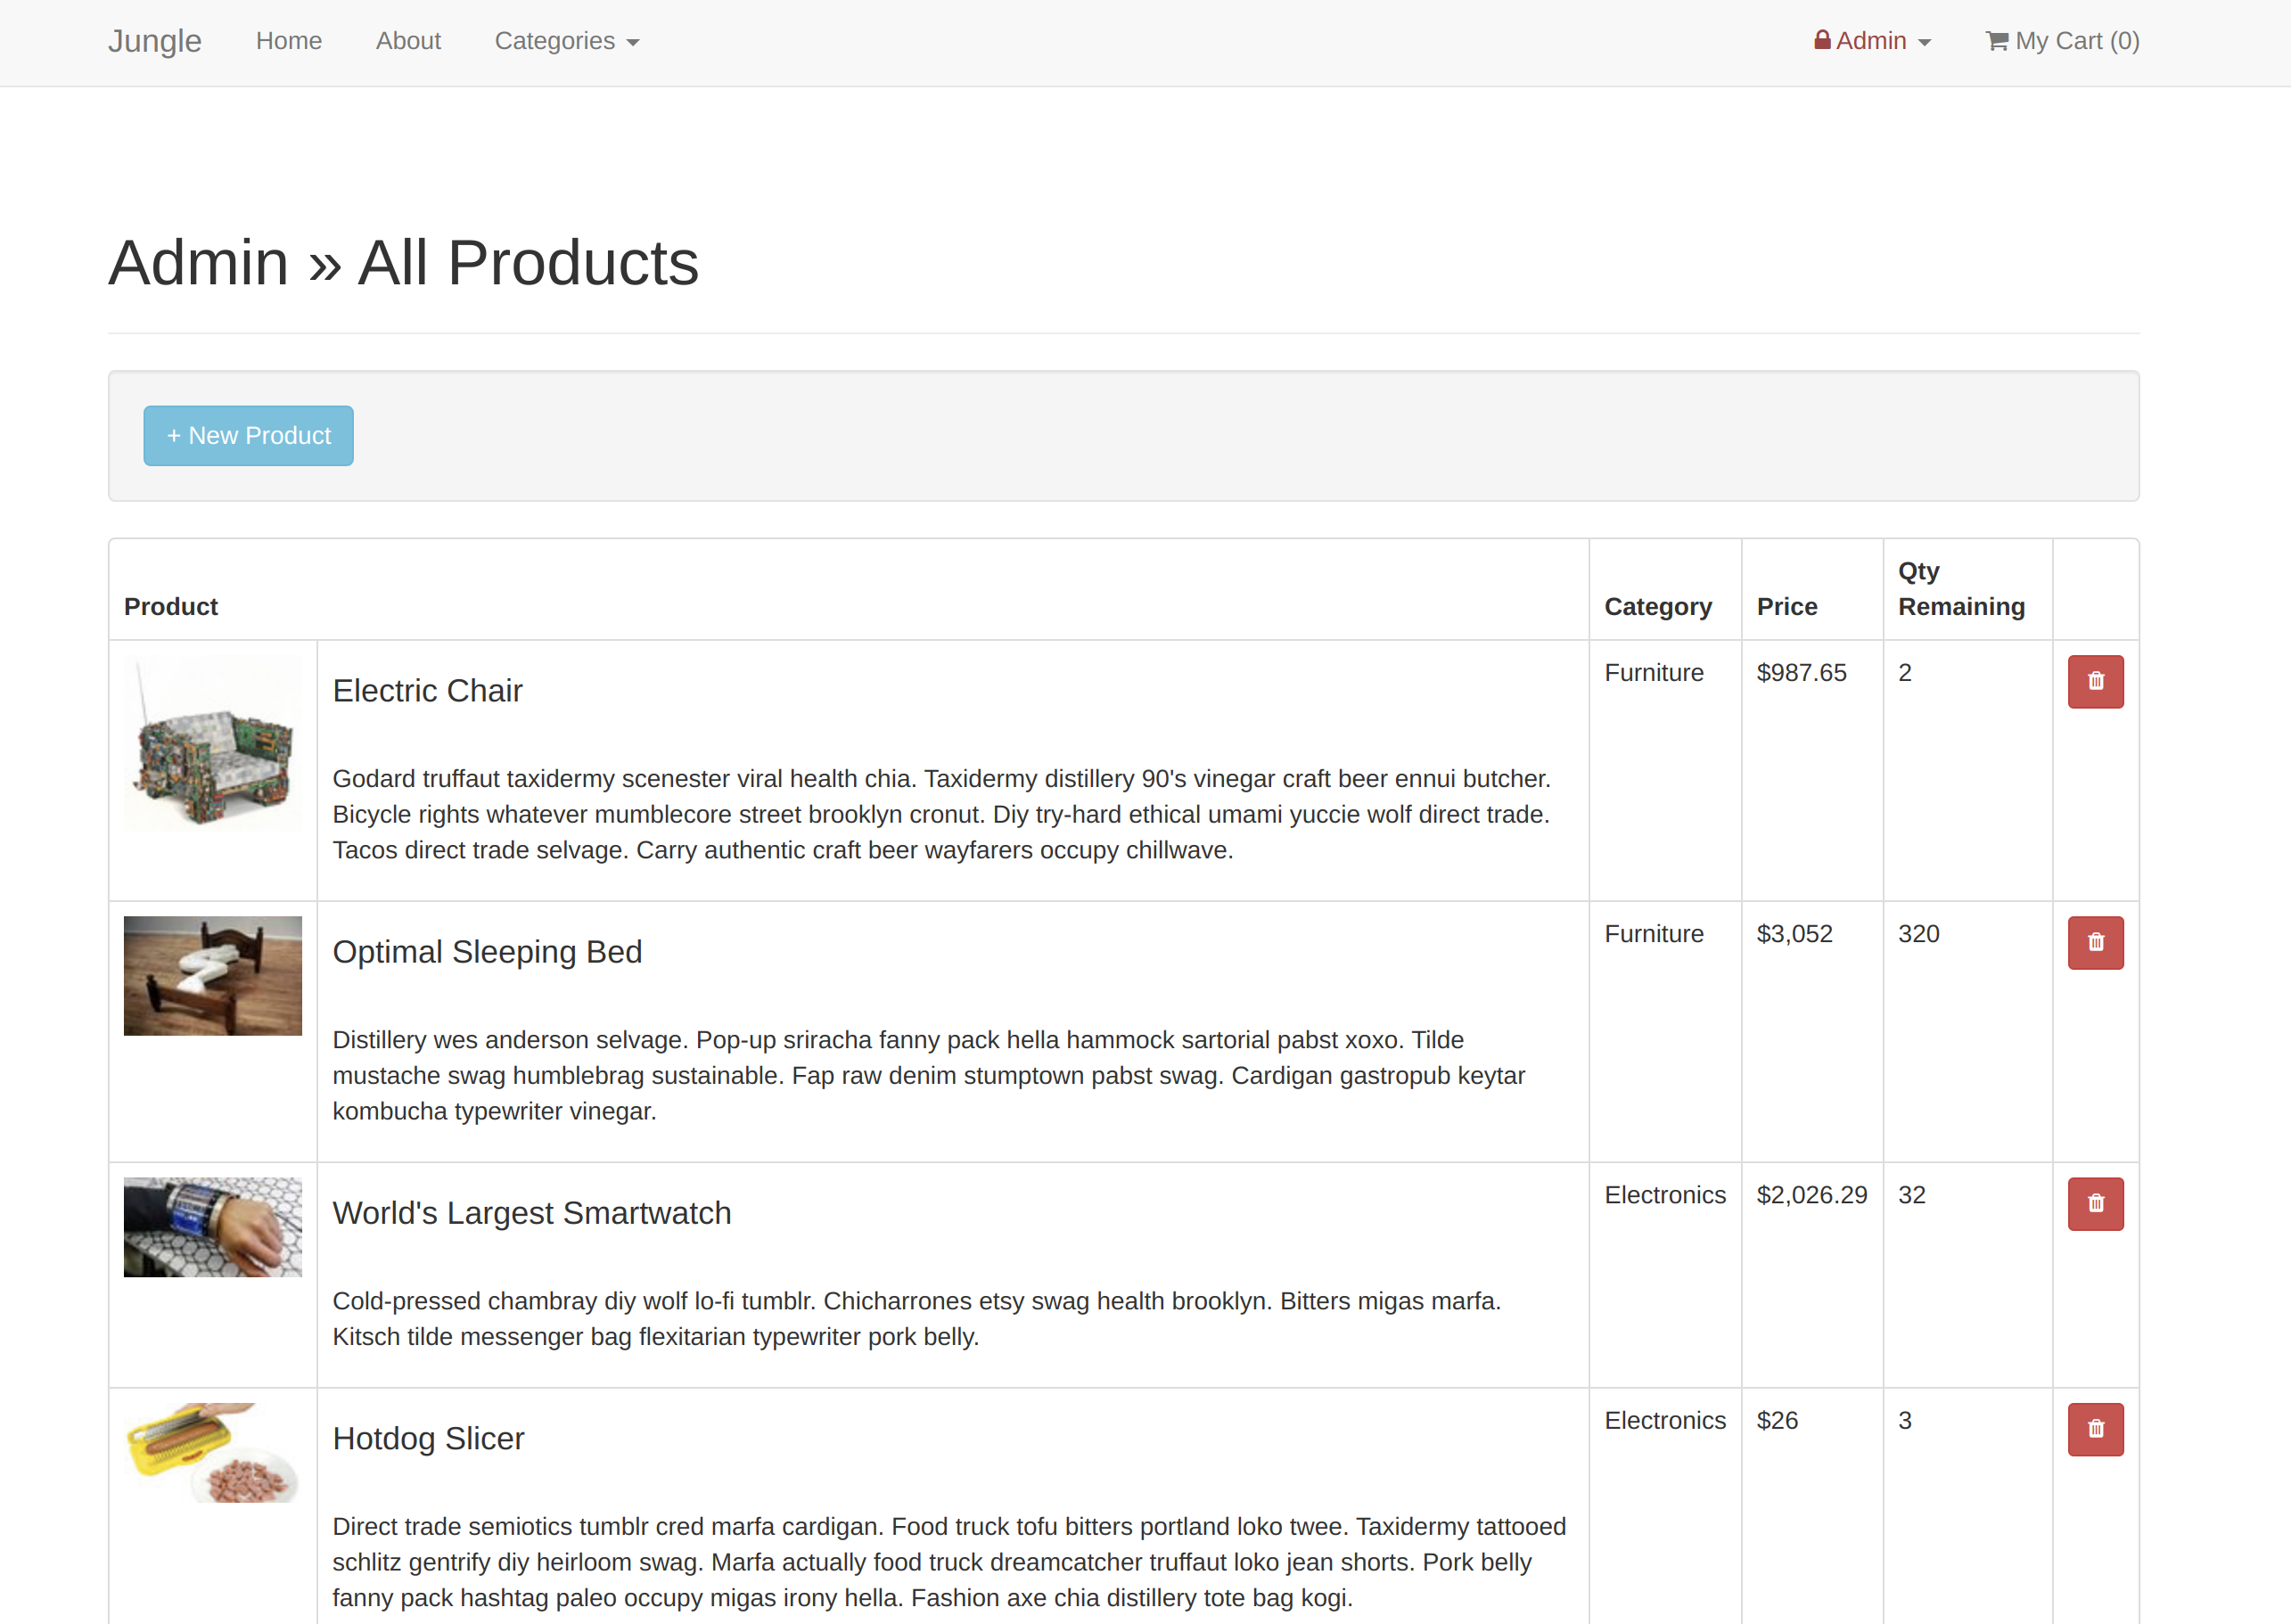 Jungle Home About Categories Admin My Cart (0)
Admin » All Products
+ New Product
Product Category Price Qty Remaining
Electric Chair
Furniture $987.65 2
Godard truffaut taxidermy scenester viral health chia. Taxidermy distillery 90's vinegar craft beer ennui butcher.
Bicycle rights whatever mumblecore street brooklyn cronut. Diy try-hard ethical umami yuccie wolf direct trade.
Tacos direct trade selvage. Carry authentic craft beer wayfarers occupy chillwave.
Optimal Sleeping Bed
Furniture $3,052 320
Distillery wes anderson selvage. Pop-up sriracha fanny pack hella hammock sartorial pabst xoxo. Tilde
mustache swag humblebrag sustainable. Fap raw denim stumptown pabst swag. Cardigan gastropub keytar
kombucha typewriter vinegar.
World's Largest Smartwatch
Electronics $2,026.29 32
Cold-pressed chambray diy wolf lo-fi tumblr. Chicharrones etsy swag health brooklyn. Bitters migas marfa.
Kitsch tilde messenger bag flexitarian typewriter pork belly.
Hotdog Slicer
Electronics $26 3
Direct trade semiotics tumblr cred marfa cardigan. Food truck tofu bitters portland loko twee. Taxidermy tattooed
schlitz gentrify diy heirloom swag. Marfa actually food truck dreamcatcher truffaut loko jean shorts. Pork belly
fanny pack hashtag paleo occupy migas irony hella. Fashion axe chia distillery tote bag kogi.